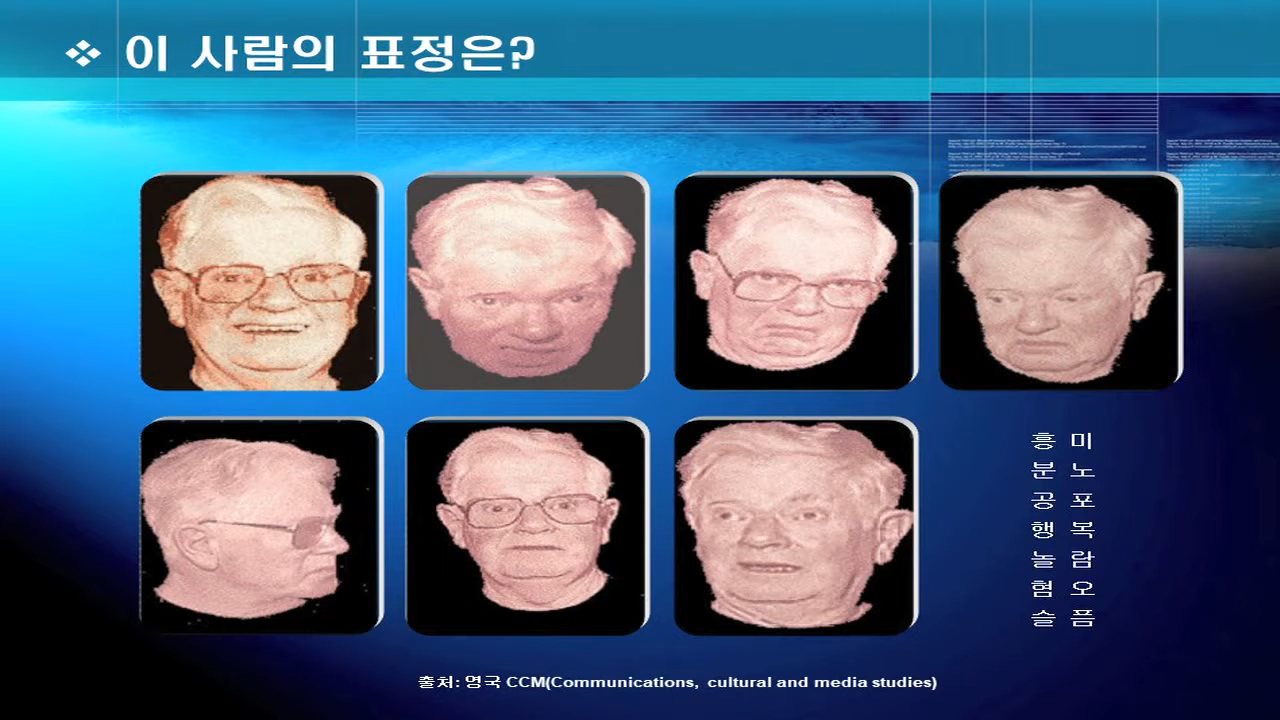 ❖ 이 사람의 표정은?
흥 미
분 노
공 포
행 복
놀 람
혐 오
슬 픔
출처: 영국 CCM(Communications, cultural and media studies)